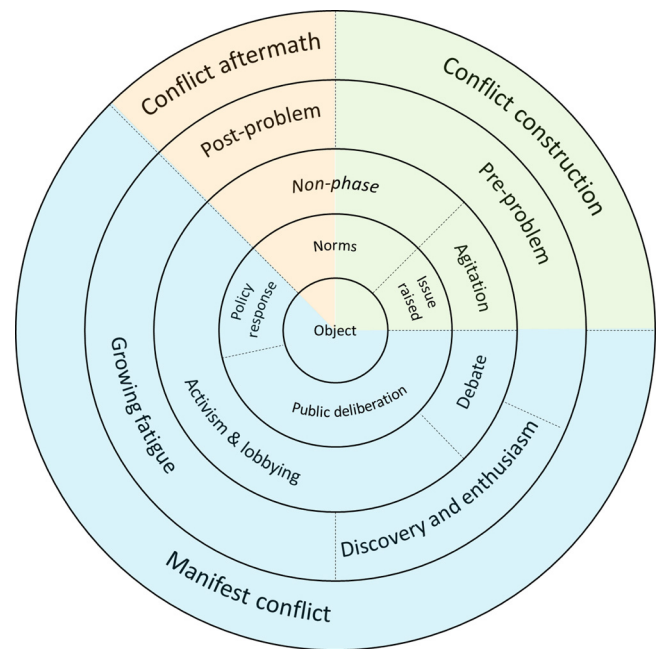 Conflict aftermath
Conflict construction
Post-problem
Pre-problem
Non-phase
Agitation
Norms
Issue
raised
Policy
response
Object
Debate
Public deliberation
Activism & lobbying
Growing fatigue
Discovery and enthusiasm
Manifest conflict